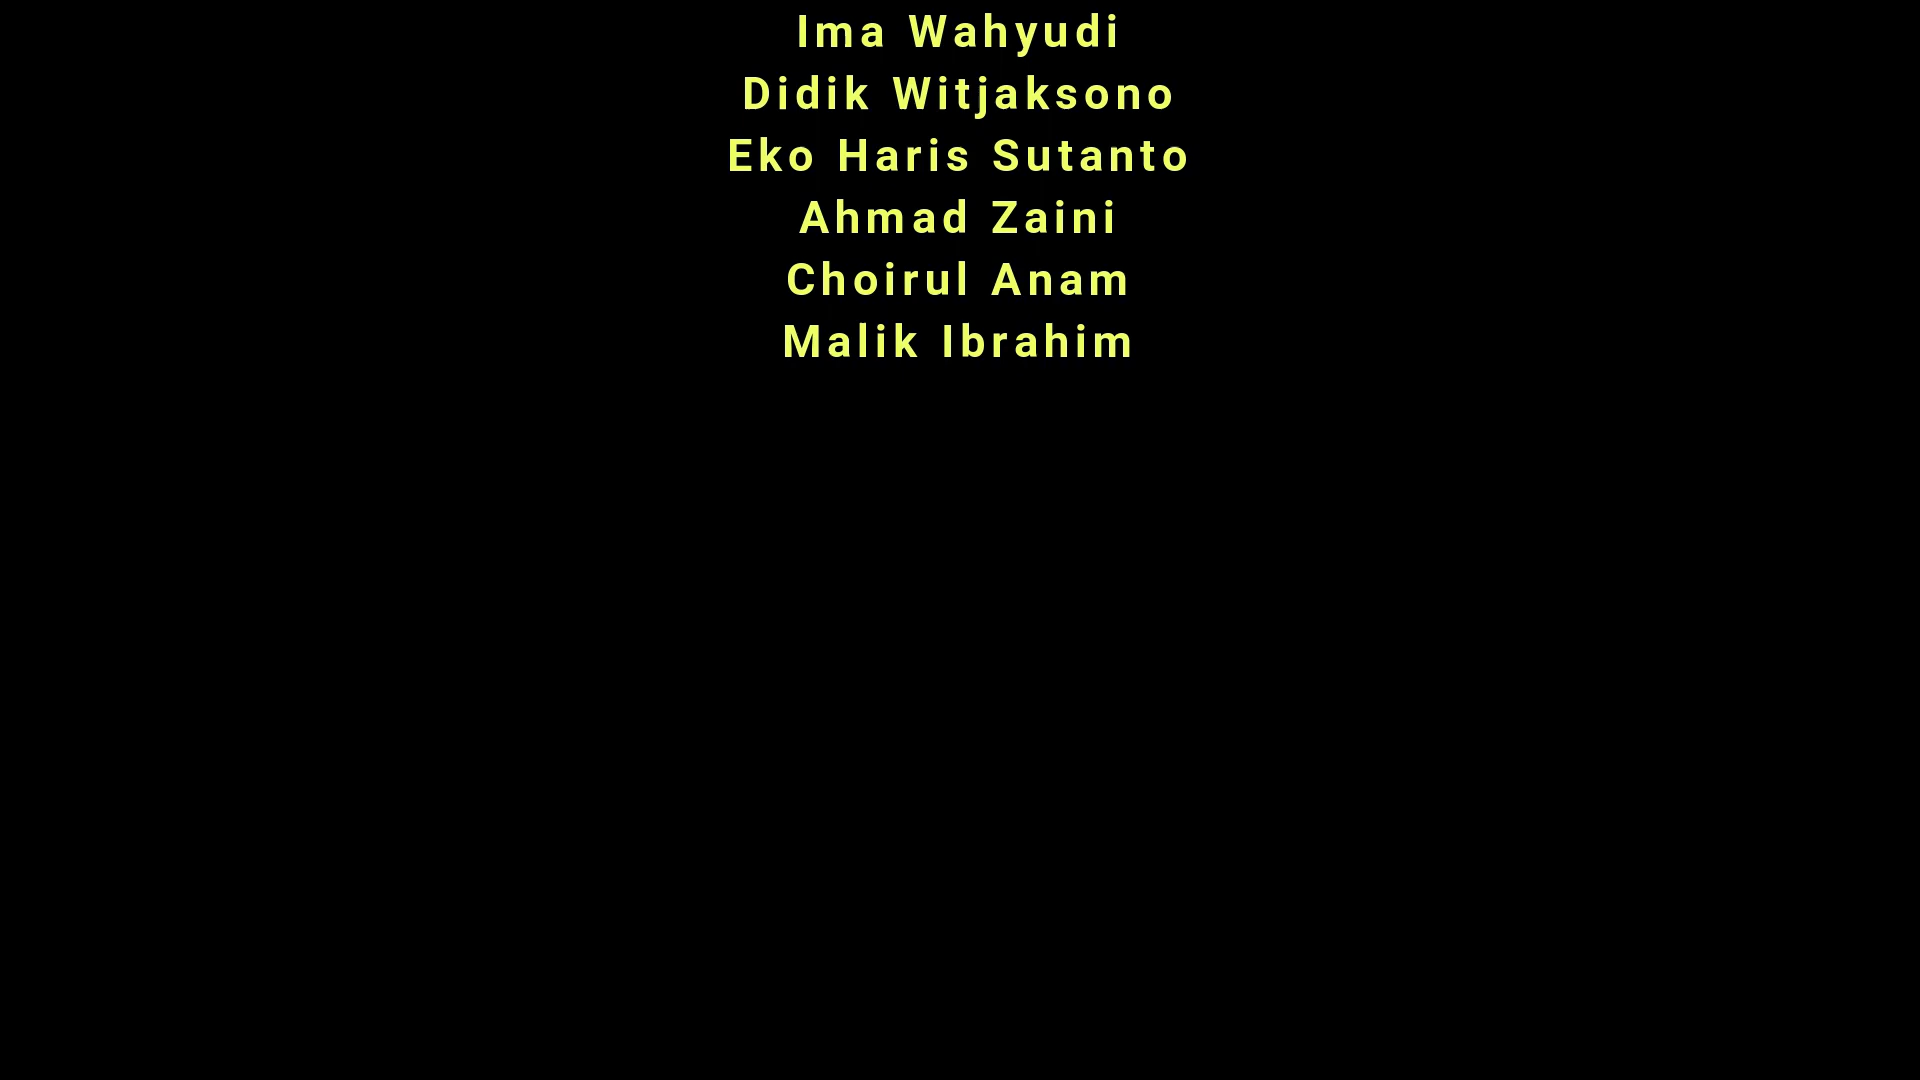 Ima Wahyudi
Didik Witjaksono
Eko Haris Sutanto
Ahmad Zaini
Choirul Anam
Malik Ibrahim